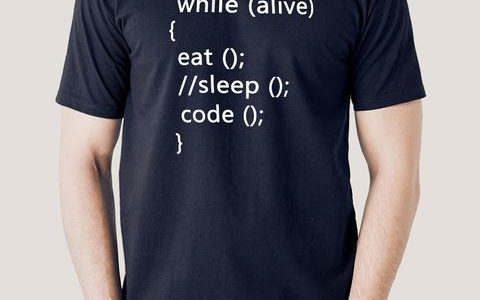 while (alive)
{
eat ();
//sleep ();
code ();
}